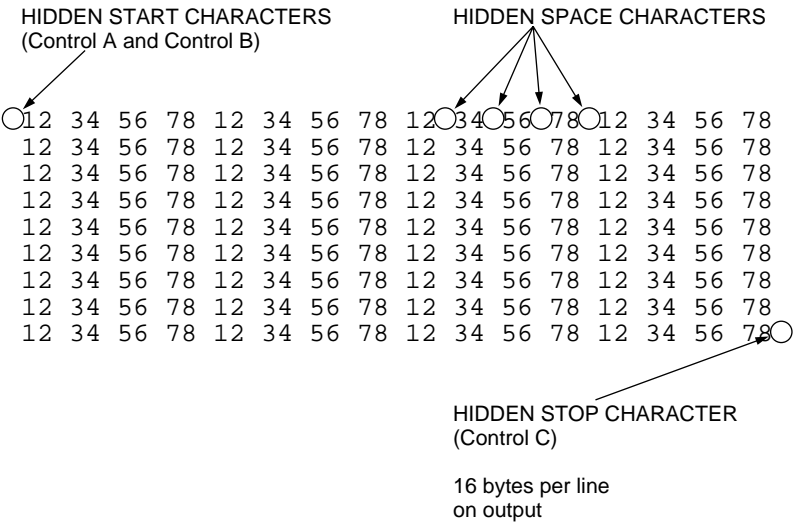 HIDDEN START CHARACTERS
(Control A and Control B)
HIDDEN SPACE CHARACTERS
12 34 56 78 12 34 56 78 12 34 56 78 12 34 56 78
12 34 56 78 12 34 56 78 12 34 56 78 12 34 56 78
12 34 56 78 12 34 56 78 12 34 56 78 12 34 56 78
12 34 56 78 12 34 56 78 12 34 56 78 12 34 56 78
12 34 56 78 12 34 56 78 12 34 56 78 12 34 56 78
12 34 56 78 12 34 56 78 12 34 56 78 12 34 56 78
12 34 56 78 12 34 56 78 12 34 56 78 12 34 56 78
12 34 56 78 12 34 56 78 12 34 56 78 12 34 56 78
12 34 56 78 12 34 56 78 12 34 56 78 12 34 56 78
HIDDEN STOP CHARACTER
(Control C)
16 bytes per line
on output